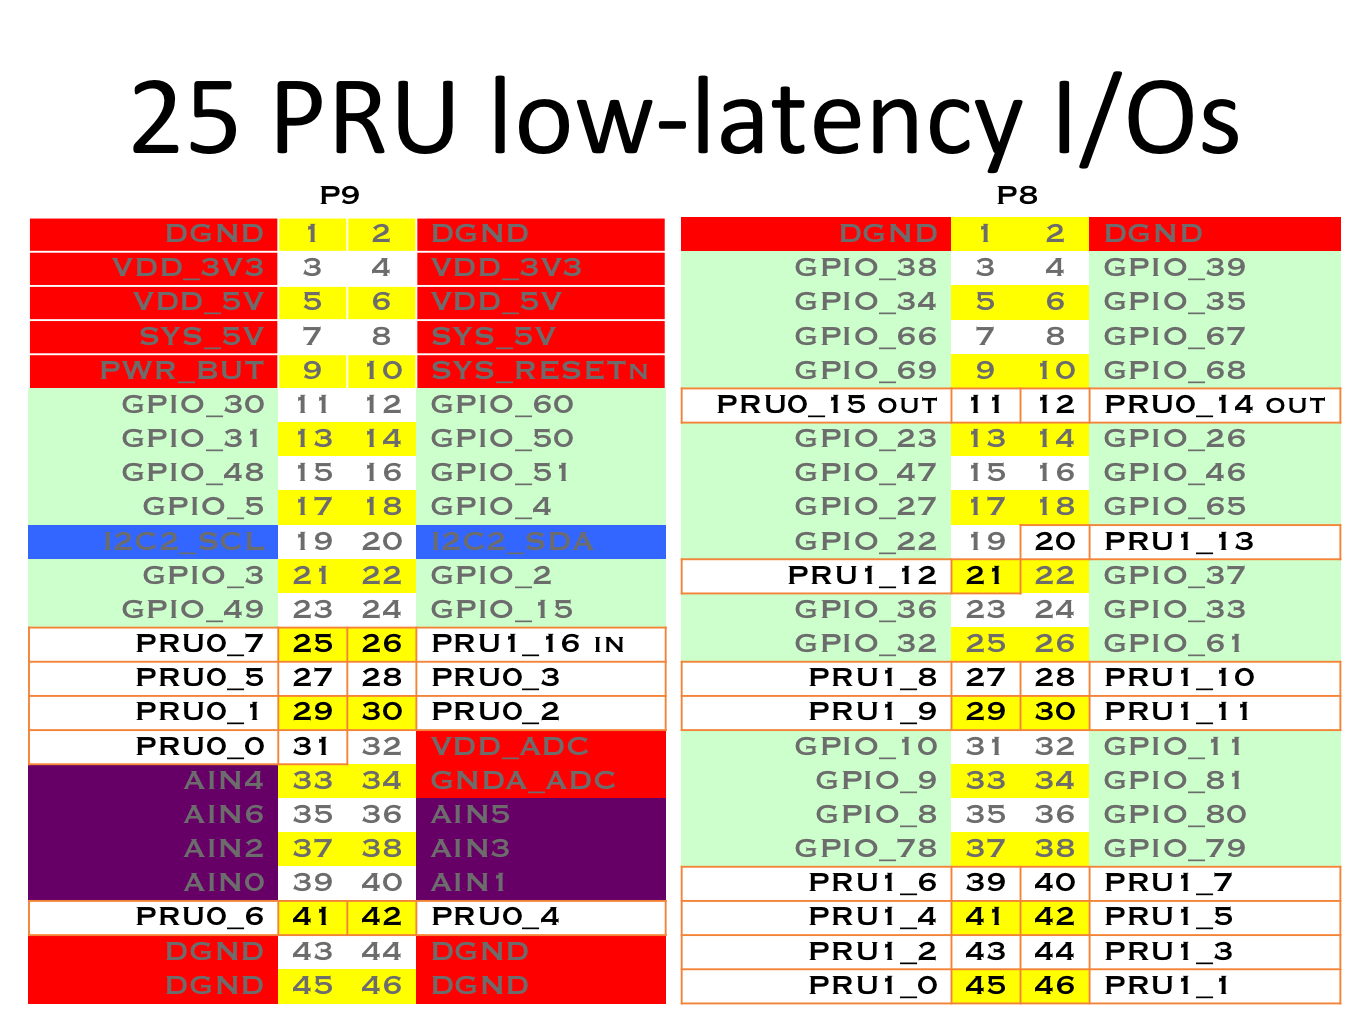 25 PRU low-latency I/Os
P9
DGND 1 2 DGND
VDD_3V3 3 4 VDD_3V3
VDD_5V 5 6 VDD_5V
SYS_5V 7 8 SYS_5V
PWR_BUT 9 10 SYS_RESETN
GPIO_30 11 12 GPIO_60
GPIO_31 13 14 GPIO_50
GPIO_48 15 16 GPIO_51
GPIO_5 17 18 GPIO_4
I2C2_SCL 19 20 I2C2_SDA
GPIO_3 21 22 GPIO_2
GPIO_49 23 24 GPIO_15
PRU0_7 25 26 PRU1_16 IN
PRU0_5 27 28 PRU0_3
PRU0_1 29 30 PRU0_2
PRU0_0 31 32 VDD_ADC
AIN4 33 34 GNDA_ADC
AIN6 35 36 AIN5
AIN2 37 38 AIN3
AIN0 39 40 AIN1
PRU0_6 41 42 PRU0_4
DGND 43 44 DGND
DGND 45 46 DGND
P8
DGND 1 2 DGND
GPIO_38 3 4 GPIO_39
GPIO_34 5 6 GPIO_35
GPIO_66 7 8 GPIO_67
GPIO_69 9 10 GPIO_68
PRU0_15 OUT 11 12 PRU0_14 OUT
GPIO_23 13 14 GPIO_26
GPIO_47 15 16 GPIO_46
GPIO_27 17 18 GPIO_65
GPIO_22 19 20 PRU1_13
PRU1_12 21 22 GPIO_37
GPIO_36 23 24 GPIO_33
GPIO_32 25 26 GPIO_61
PRU1_8 27 28 PRU1_10
PRU1_9 29 30 PRU1_11
GPIO_10 31 32 GPIO_11
GPIO_9 33 34 GPIO_81
GPIO_8 35 36 GPIO_80
GPIO_78 37 38 GPIO_79
PRU1_6 39 40 PRU1_7
PRU1_4 41 42 PRU1_5
PRU1_2 43 44 PRU1_3
PRU1_0 45 46 PRU1_1